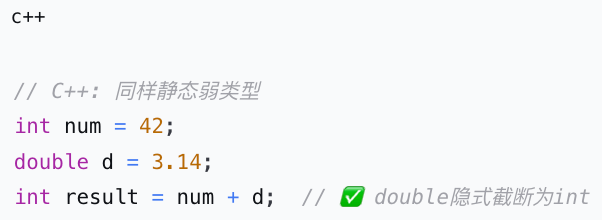 c++
// C++: 同样静态弱类型
int num = 42;
double d = 3.14;
int result = num + d;  // ✅ double隐式截断为int